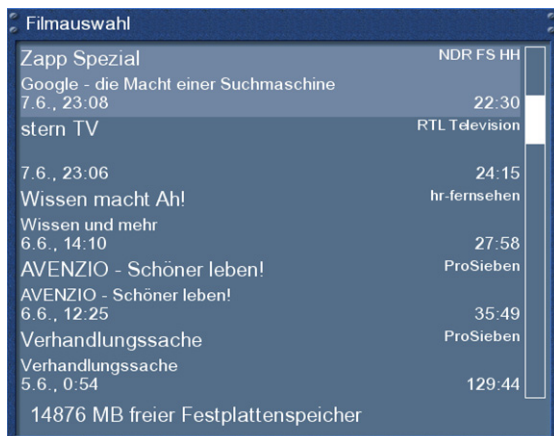 Filmauswahl
Zapp Spezial NDR FS HH
Google - die Macht einer Suchmaschine
7.6., 23:08 22:30
stern TV RTL Television
7.6., 23:06 24:15
Wissen macht Ah! hr-fernsehen
Wissen und mehr
6.6., 14:10 27:58
AVENZIO - Schöner leben! ProSieben
AVENZIO - Schöner leben!
6.6., 12:25 35:49
Verhandlungssache ProSieben
Verhandlungssache
5.6., 0:54 129:44
14876 MB freier Festplattenspeicher